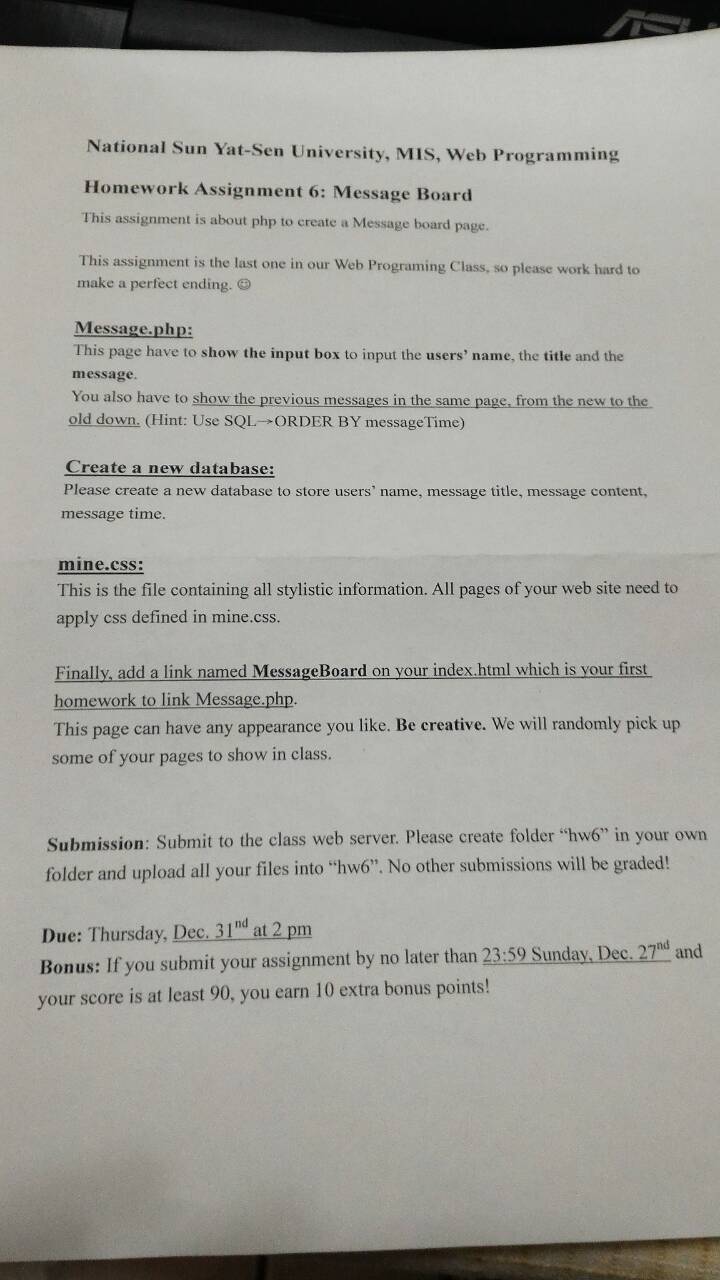 National Sun Yat-Sen University, MIS, Web Programming
Homework Assignment 6: Message Board
This assignment is about php to create a Message board page.
This assignment is the last one in our Web Programing Class, so please work hard to
make a perfect ending. ☺
Message.php:
This page have to show the input box to input the users’ name, the title and the
message.
You also have to show the previous messages in the same page, from the new to the
old down. (Hint: Use SQL→ORDER BY messageTime)
Create a new database:
Please create a new database to store users’ name, message title, message content,
message time.
mine.css:
This is the file containing all stylistic information. All pages of your web site need to
apply css defined in mine.css.
Finally, add a link named MessageBoard on your index.html which is your first
homework to link Message.php.
This page can have any appearance you like. Be creative. We will randomly pick up
some of your pages to show in class.
Submission: Submit to the class web server. Please create folder “hw6” in your own
folder and upload all your files into “hw6”. No other submissions will be graded!
Due: Thursday, Dec. 31nd at 2 pm
Bonus: If you submit your assignment by no later than 23:59 Sunday, Dec. 27nd and
your score is at least 90, you earn 10 extra bonus points!